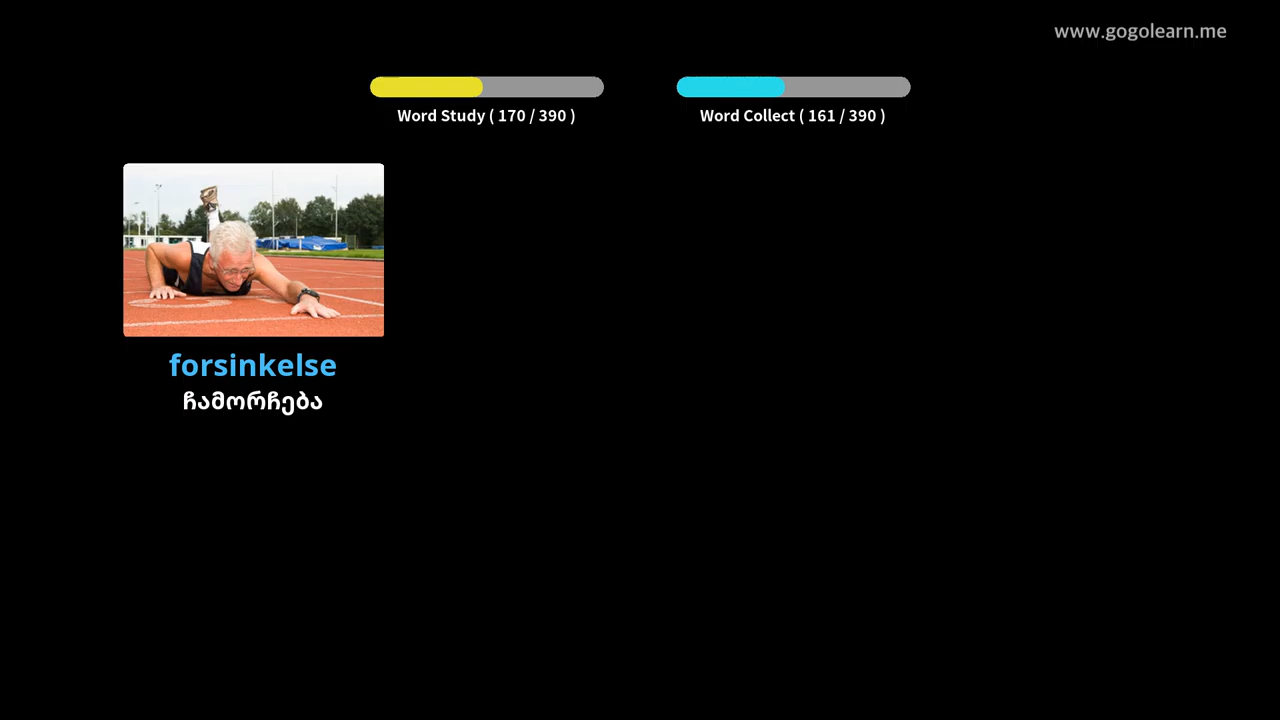 www.gogolearn.me
Word Study ( 170 / 390 )
Word Collect ( 161 / 390 )
forsinkelse
ჩამორჩება